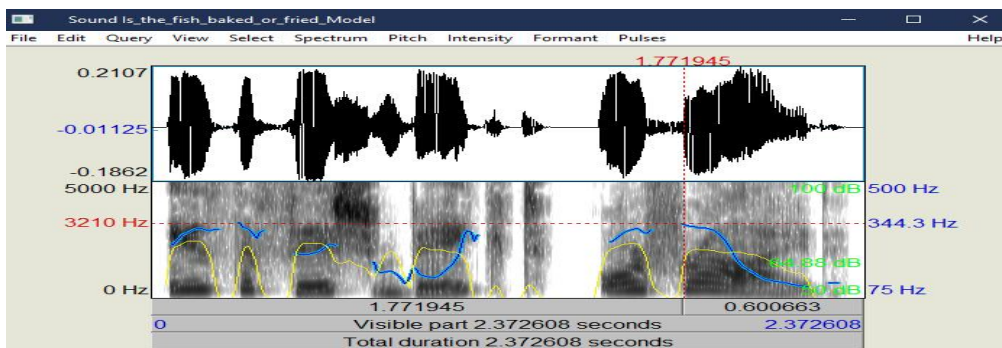 Sound Is_the_fish_baked_or_fried_Model
File Edit Query View Select Spectrum Pitch Intensity Formant Pulses Help
1.771945
0.2107
-0.01125
-0.1862
5000 Hz 100 dB 500 Hz
3210 Hz 344.3 Hz
64.88 dB
0 Hz 50 dB 75 Hz
1.771945 0.600663
0 Visible part 2.372608 seconds 2.372608
Total duration 2.372608 seconds